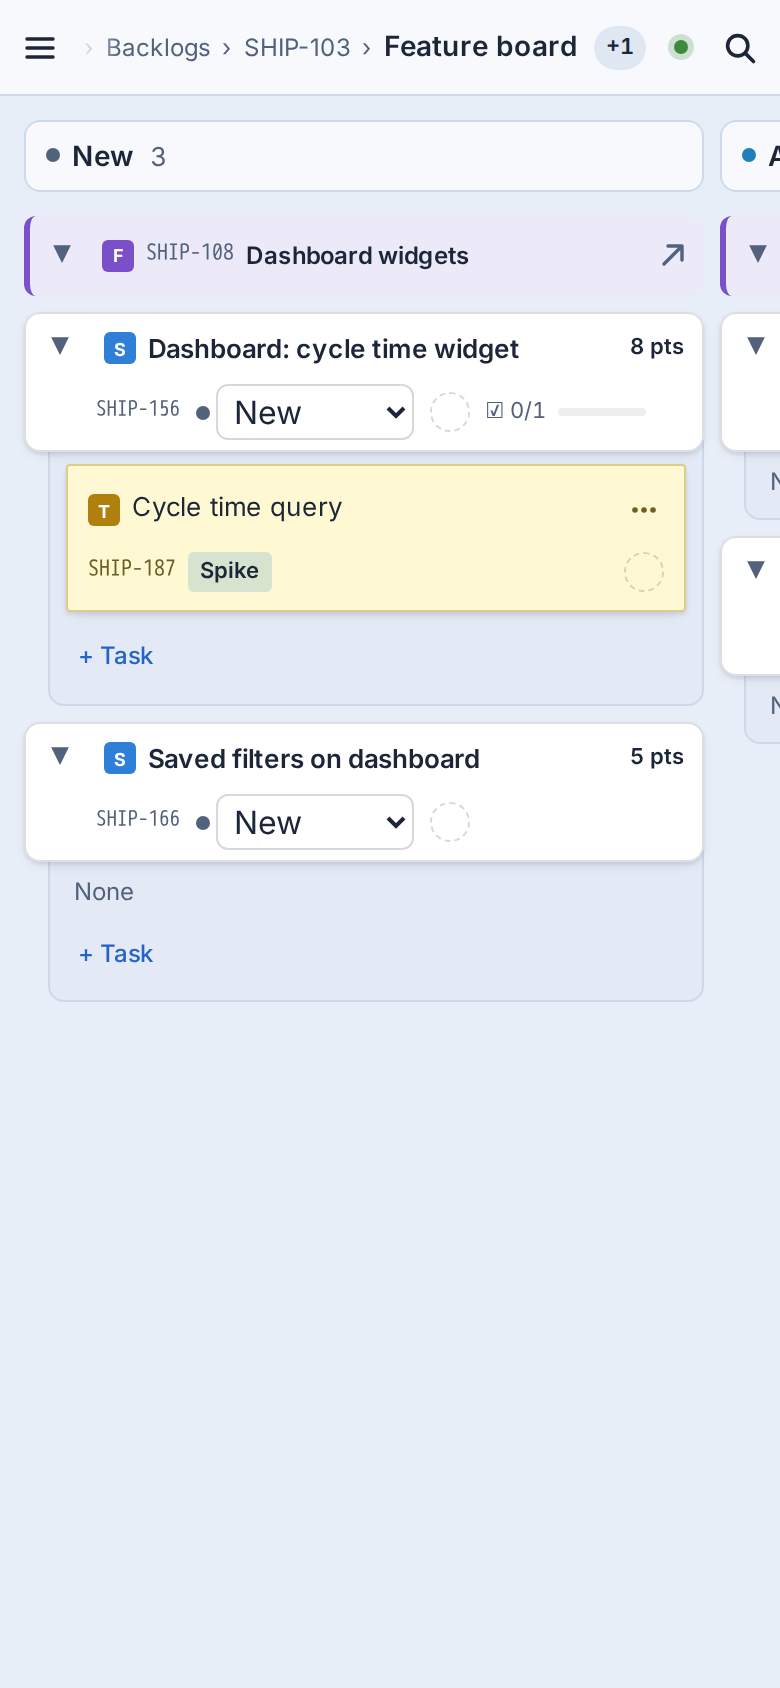 › Backlogs › SHIP-103 › Feature board +1
New 3
F SHIP-108 Dashboard widgets
S Dashboard: cycle time widget 8 pts
SHIP-156 New ☑ 0/1
T Cycle time query
SHIP-187 Spike
+ Task
S Saved filters on dashboard 5 pts
SHIP-166 New
None
+ Task